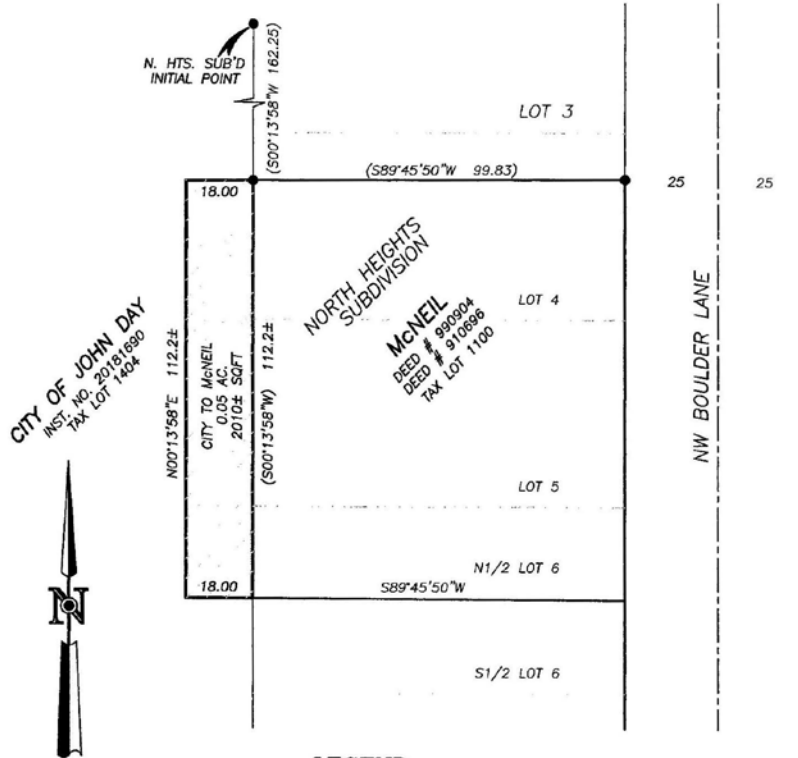 N. HTS. SUB'D
INITIAL POINT
(S00°13'58"W 162.25)
LOT 3
(S89°45'50"W 99.83)
18.00
25
25
NORTH HEIGHTS
SUBDIVISION
LOT 4
McNEIL
DEED # 990904
DEED # 910696
TAX LOT 1100
NW BOULDER LANE
CITY OF JOHN DAY
INST. NO. 20181690
TAX LOT 1404
N00°13'58"E 112.2±
CITY TO McNEIL
0.05 AC.
2010± SQFT
(S00°13'58"W) 112.2±
LOT 5
N1/2 LOT 6
18.00
S89°45'50"W
N
S1/2 LOT 6